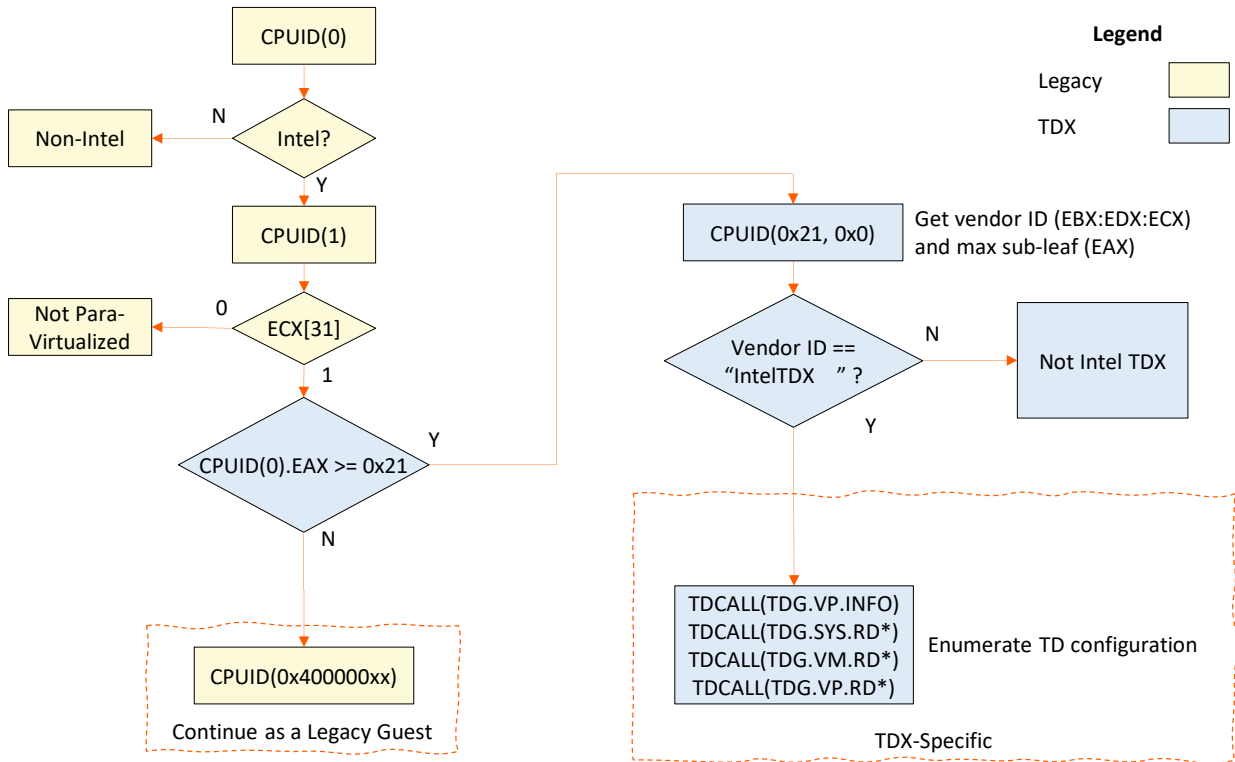 CPUID(0)
Legend
Legacy
TDX
N
Non-Intel
Intel?
Y
CPUID(1)
0
Not Para-
Virtualized
ECX[31]
1
CPUID(0).EAX >= 0x21
Y
N
CPUID(0x400000xx)
Continue as a Legacy Guest
CPUID(0x21, 0x0)
Get vendor ID (EBX:EDX:ECX)
and max sub-leaf (EAX)
Vendor ID ==
“IntelTDX    ” ?
N
Not Intel TDX
Y
TDCALL(TDG.VP.INFO)
TDCALL(TDG.SYS.RD*)
TDCALL(TDG.VM.RD*)
TDCALL(TDG.VP.RD*)
Enumerate TD configuration
TDX-Specific